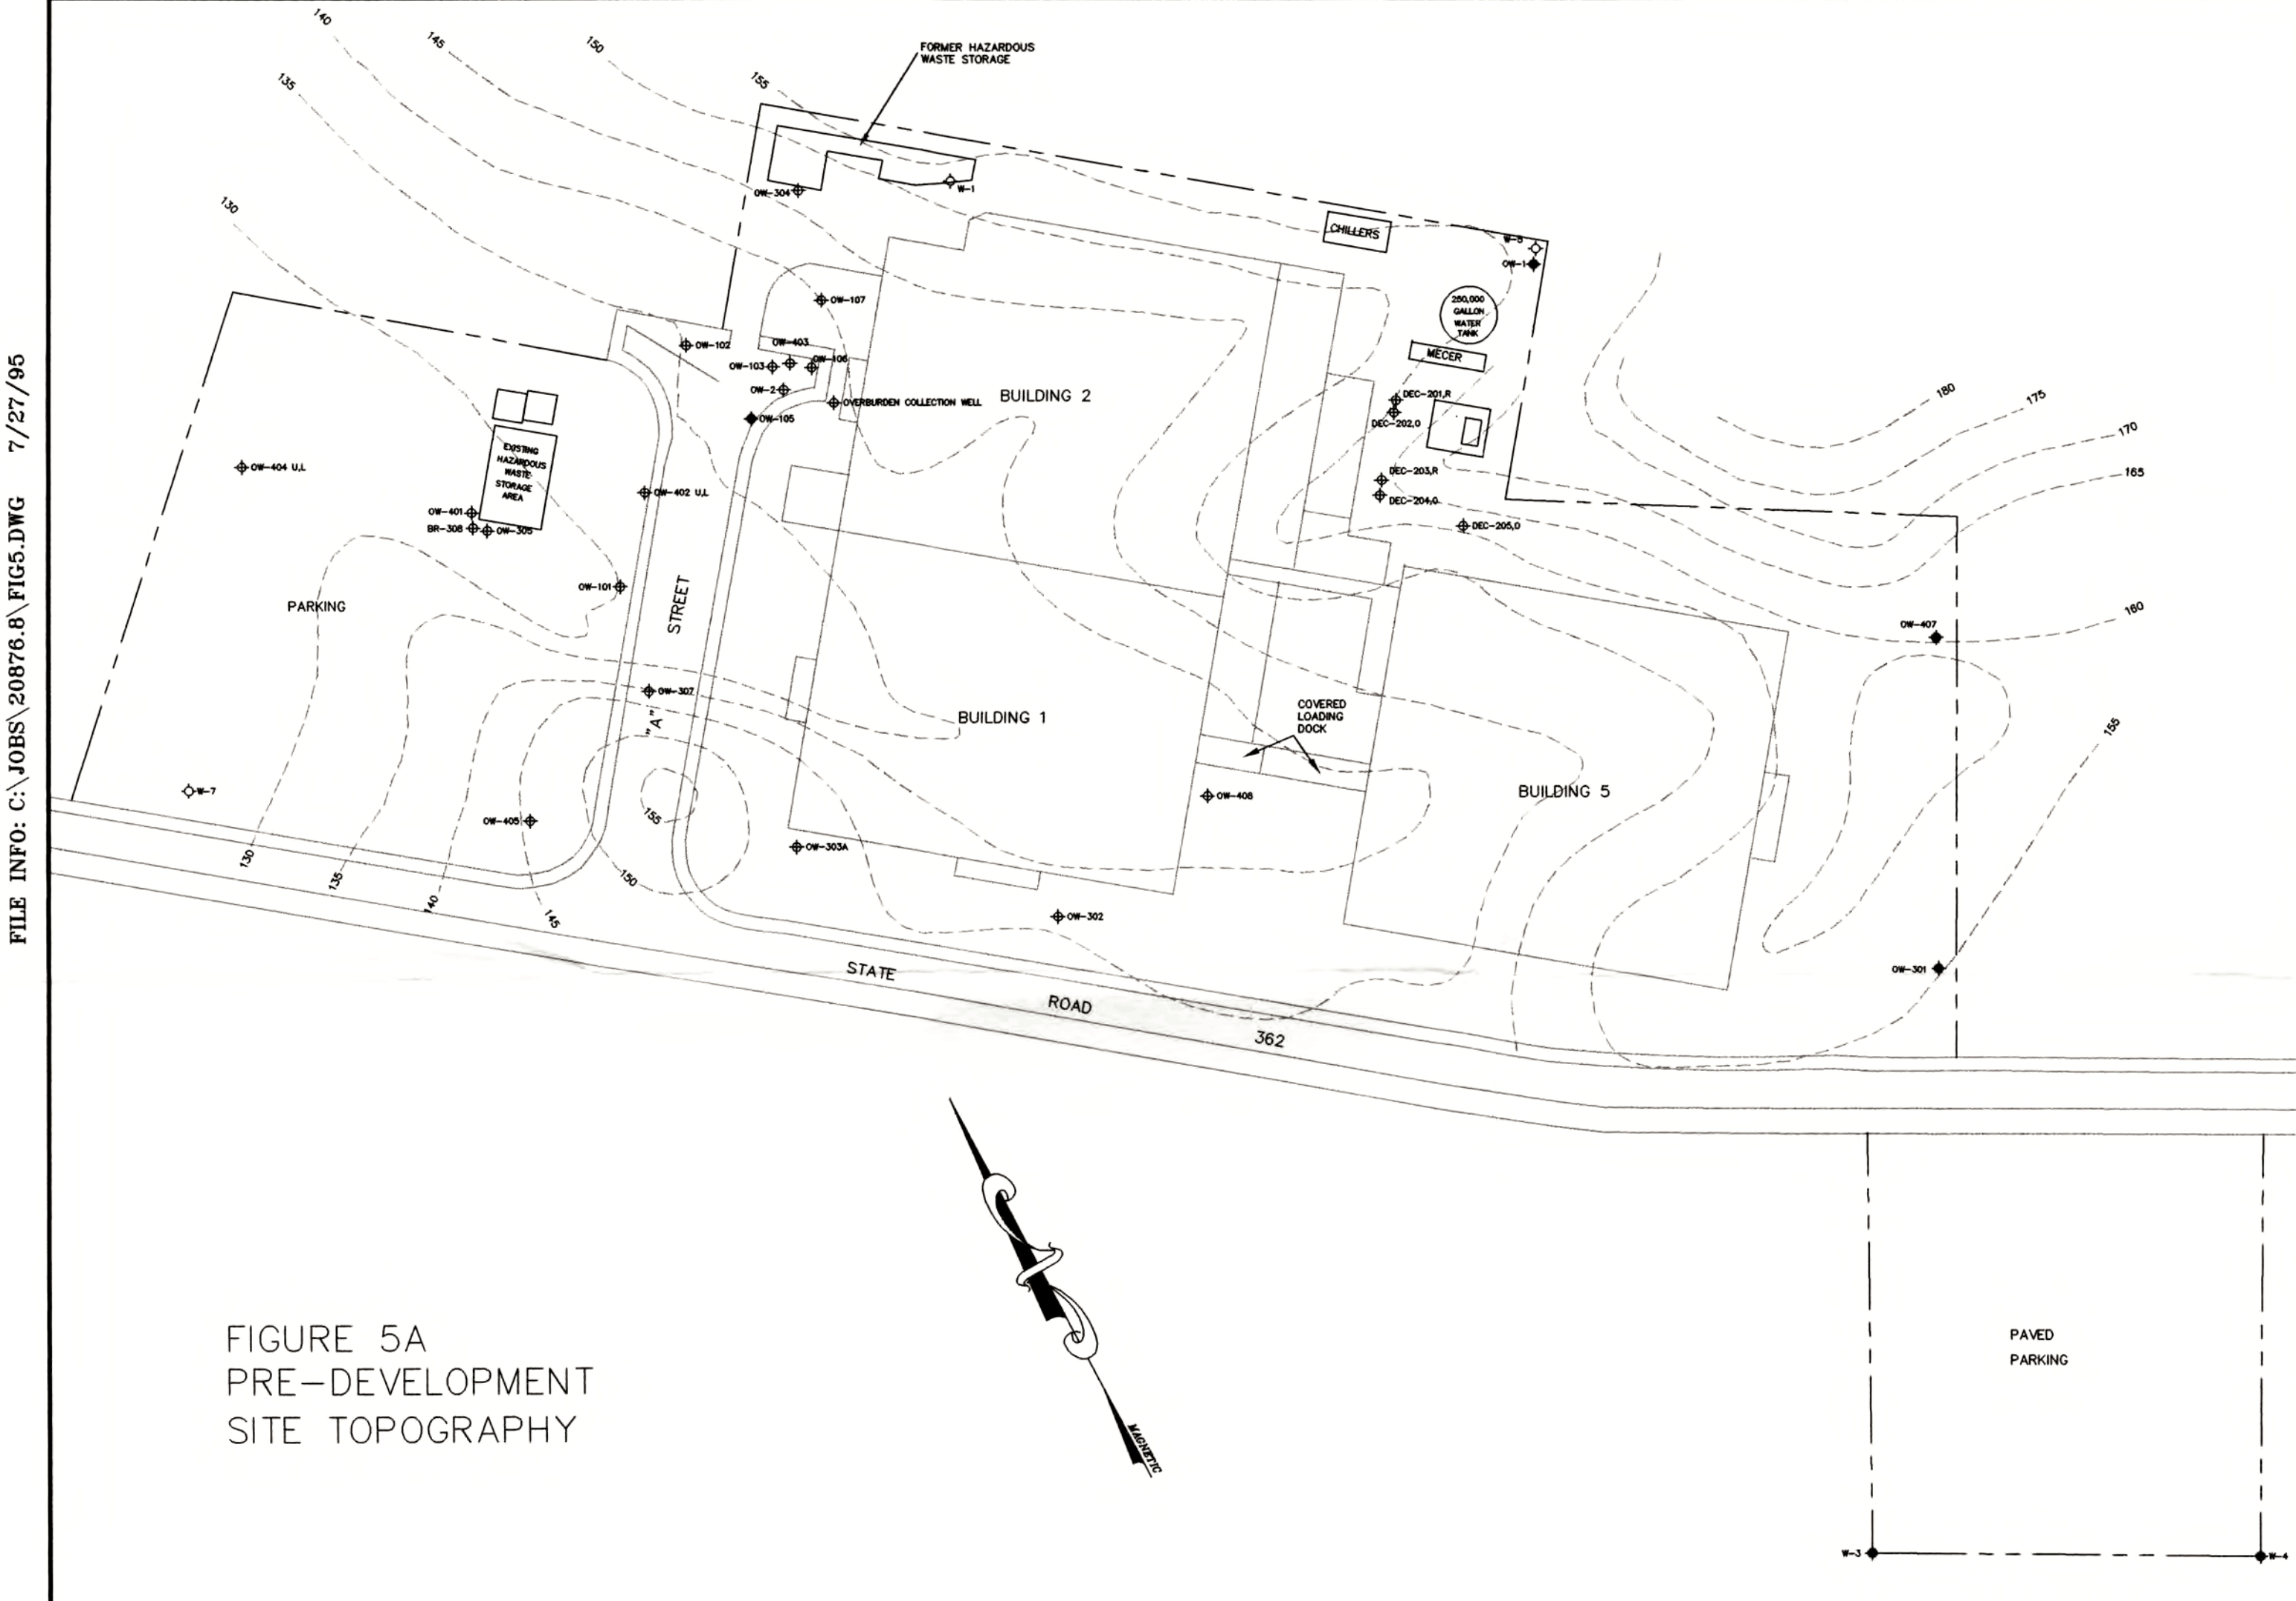 FILE INFO: C:\JOBS\20876.8\FIG5.DWG 7/27/95
140
145
150
155
135
130
FORMER HAZARDOUS
WASTE STORAGE
OW-304
W-1
CHILLERS
W-5
OW-1
250,000
GALLON
WATER
TANK
MECER
OW-107
OW-102
OW-403
OW-103
OW-106
OW-2
OVERBURDEN COLLECTION WELL
OW-105
BUILDING 2
DEC-201,R
DEC-202,O
DEC-203,R
DEC-204,O
DEC-205,O
180
175
170
165
160
155
EXISTING
HAZARDOUS
WASTE
STORAGE
AREA
OW-404 U,L
OW-402 U,L
OW-401
BR-308
OW-305
OW-101
PARKING
STREET
"A"
OW-307
BUILDING 1
COVERED
LOADING
DOCK
BUILDING 5
OW-407
W-7
OW-405
155
150
OW-303A
OW-408
OW-302
OW-301
130
135
140
145
STATE
ROAD
362
MAGNETIC
FIGURE 5A
PRE-DEVELOPMENT
SITE TOPOGRAPHY
PAVED
PARKING
W-3
W-4